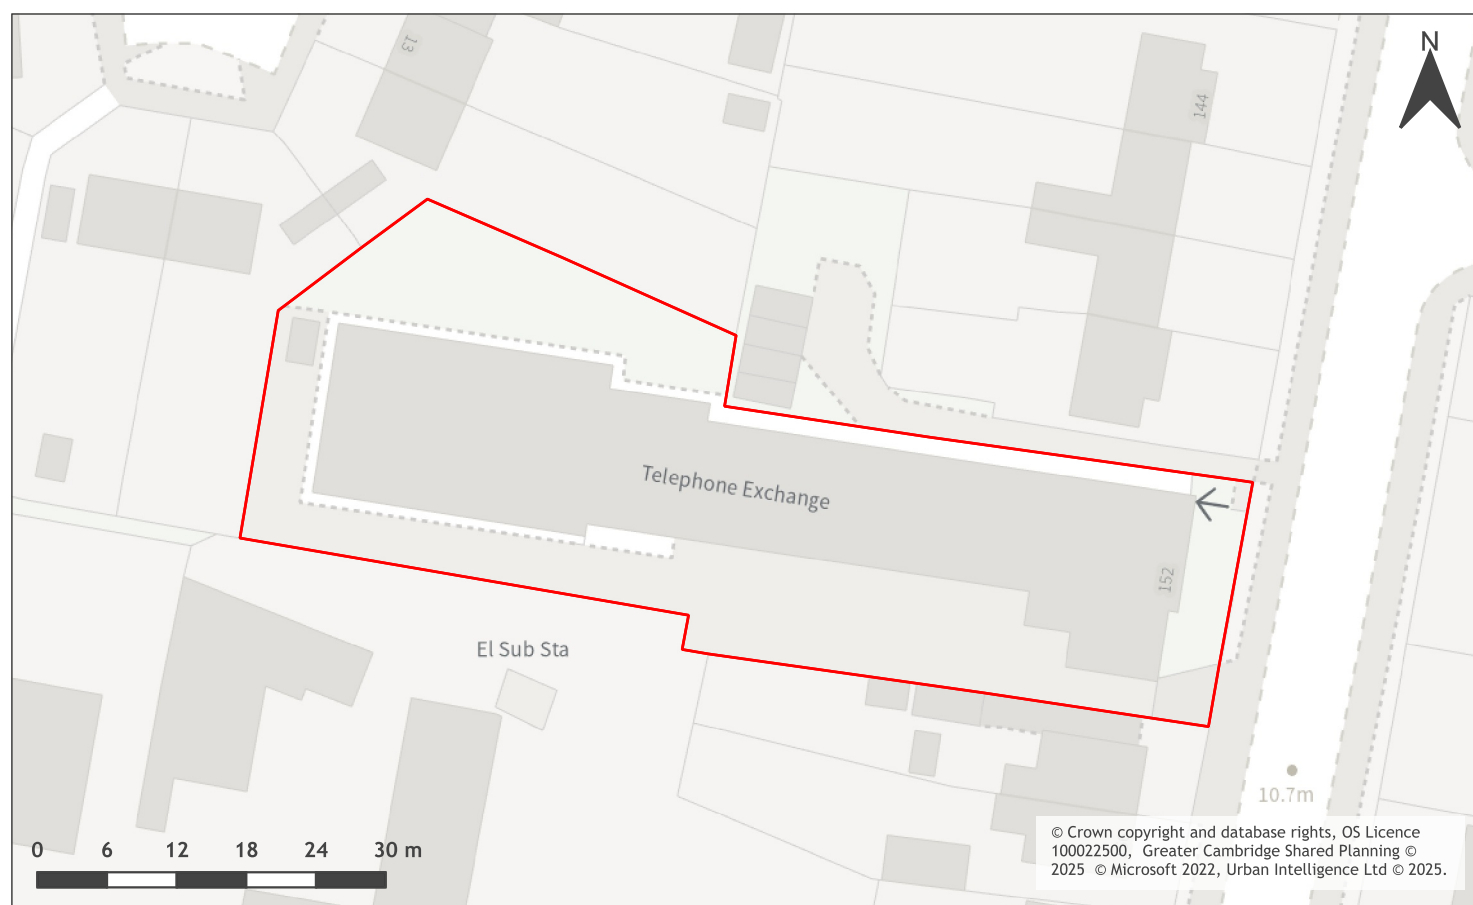 N
13
144
Telephone Exchange
152
El Sub Sta
10.7m
0 6 12 18 24 30 m
© Crown copyright and database rights, OS Licence
100022500, Greater Cambridge Shared Planning ©
2025 © Microsoft 2022, Urban Intelligence Ltd © 2025.